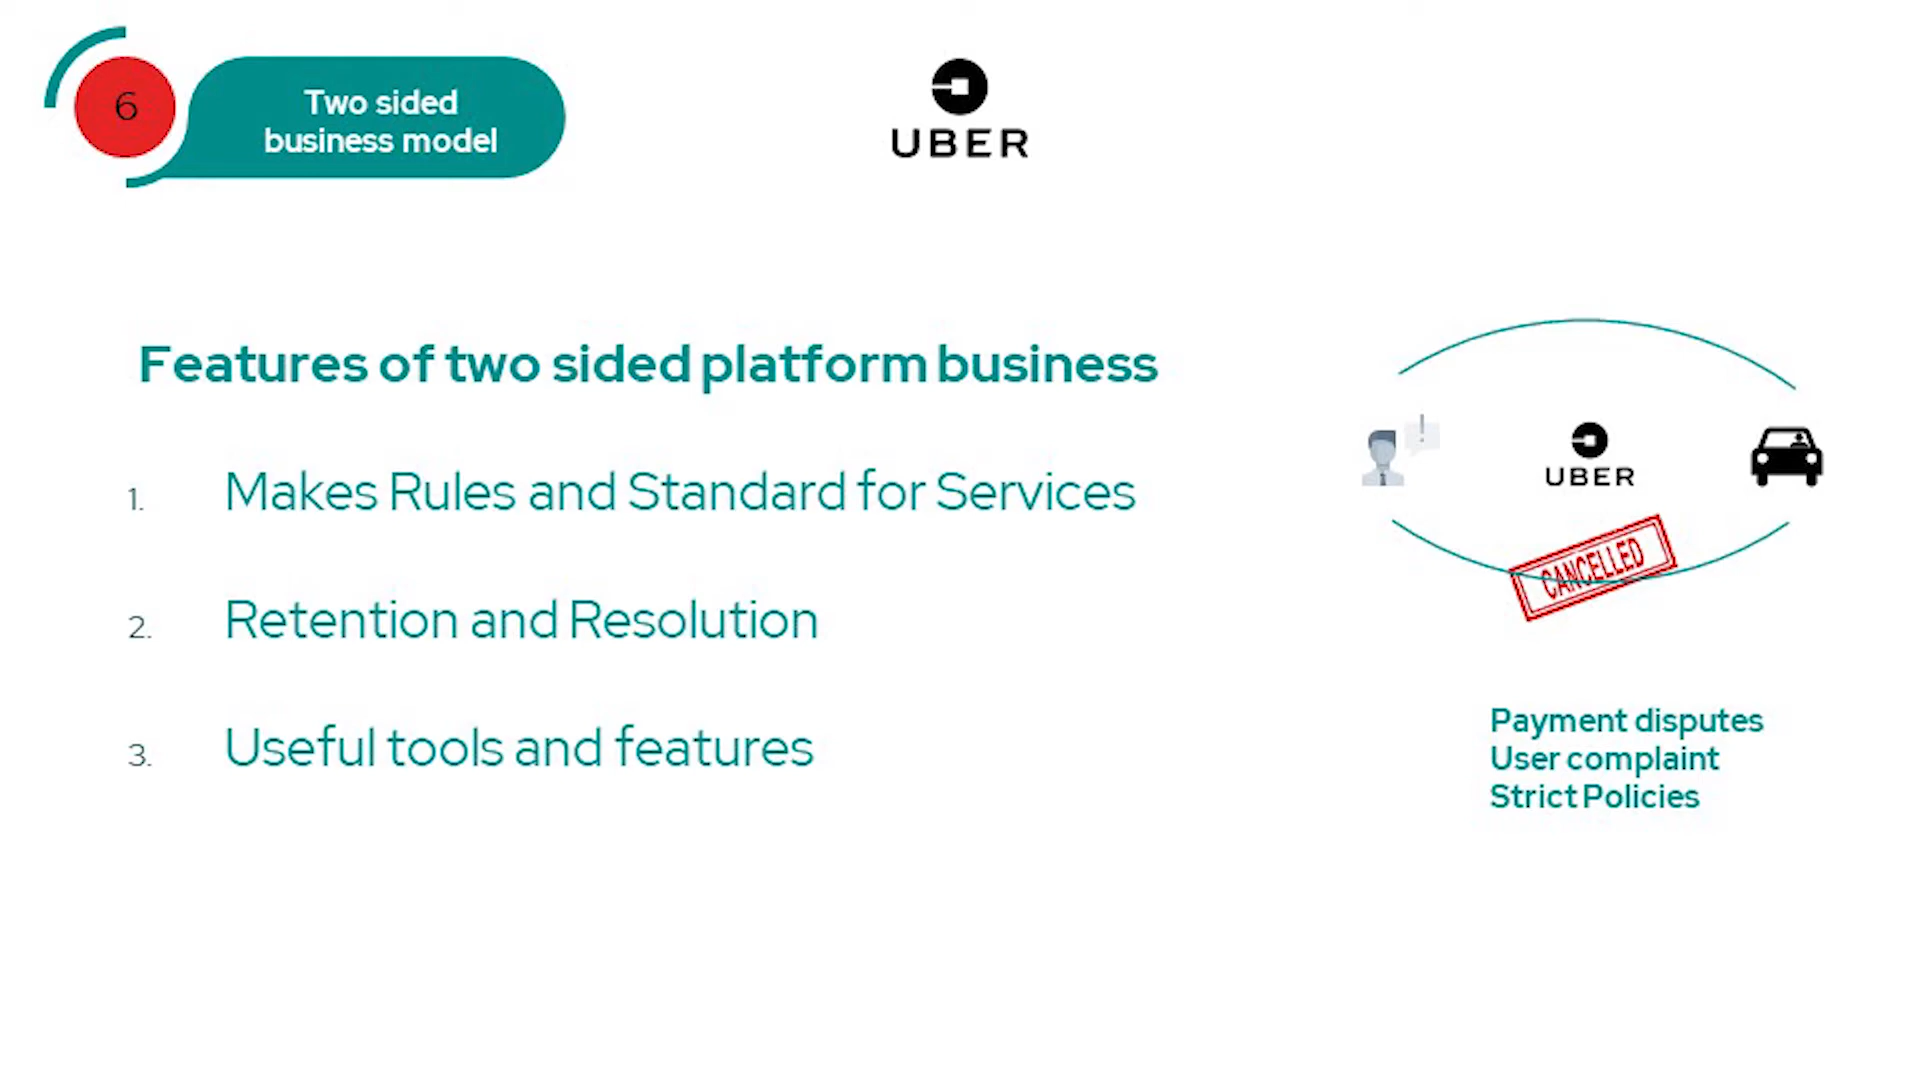 6
Two sided
business model
UBER
Features of two sided platform business
1. Makes Rules and Standard for Services
2. Retention and Resolution
3. Useful tools and features
!
UBER
CANCELLED
Payment disputes
User complaint
Strict Policies